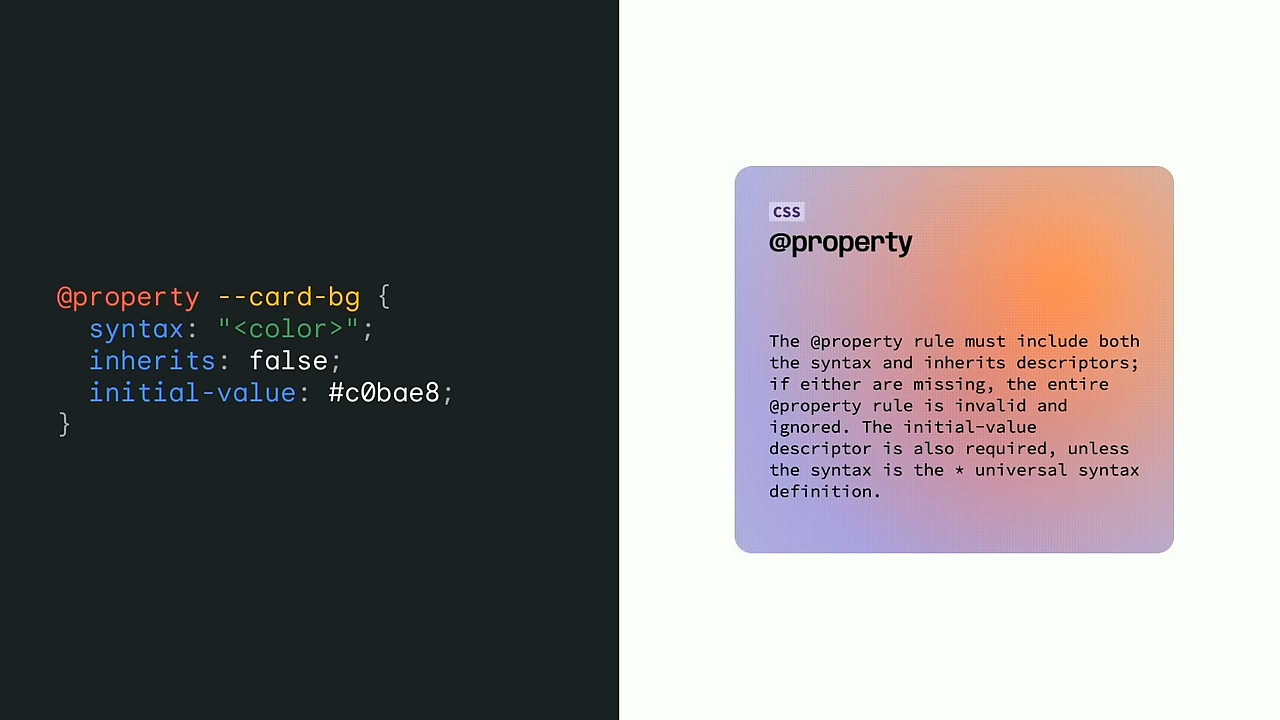 @property --card-bg {
  syntax: "<color>";
  inherits: false;
  initial-value: #c0bae8;
}
CSS
@property
The @property rule must include both
the syntax and inherits descriptors;
if either are missing, the entire
@property rule is invalid and
ignored. The initial-value
descriptor is also required, unless
the syntax is the * universal syntax
definition.